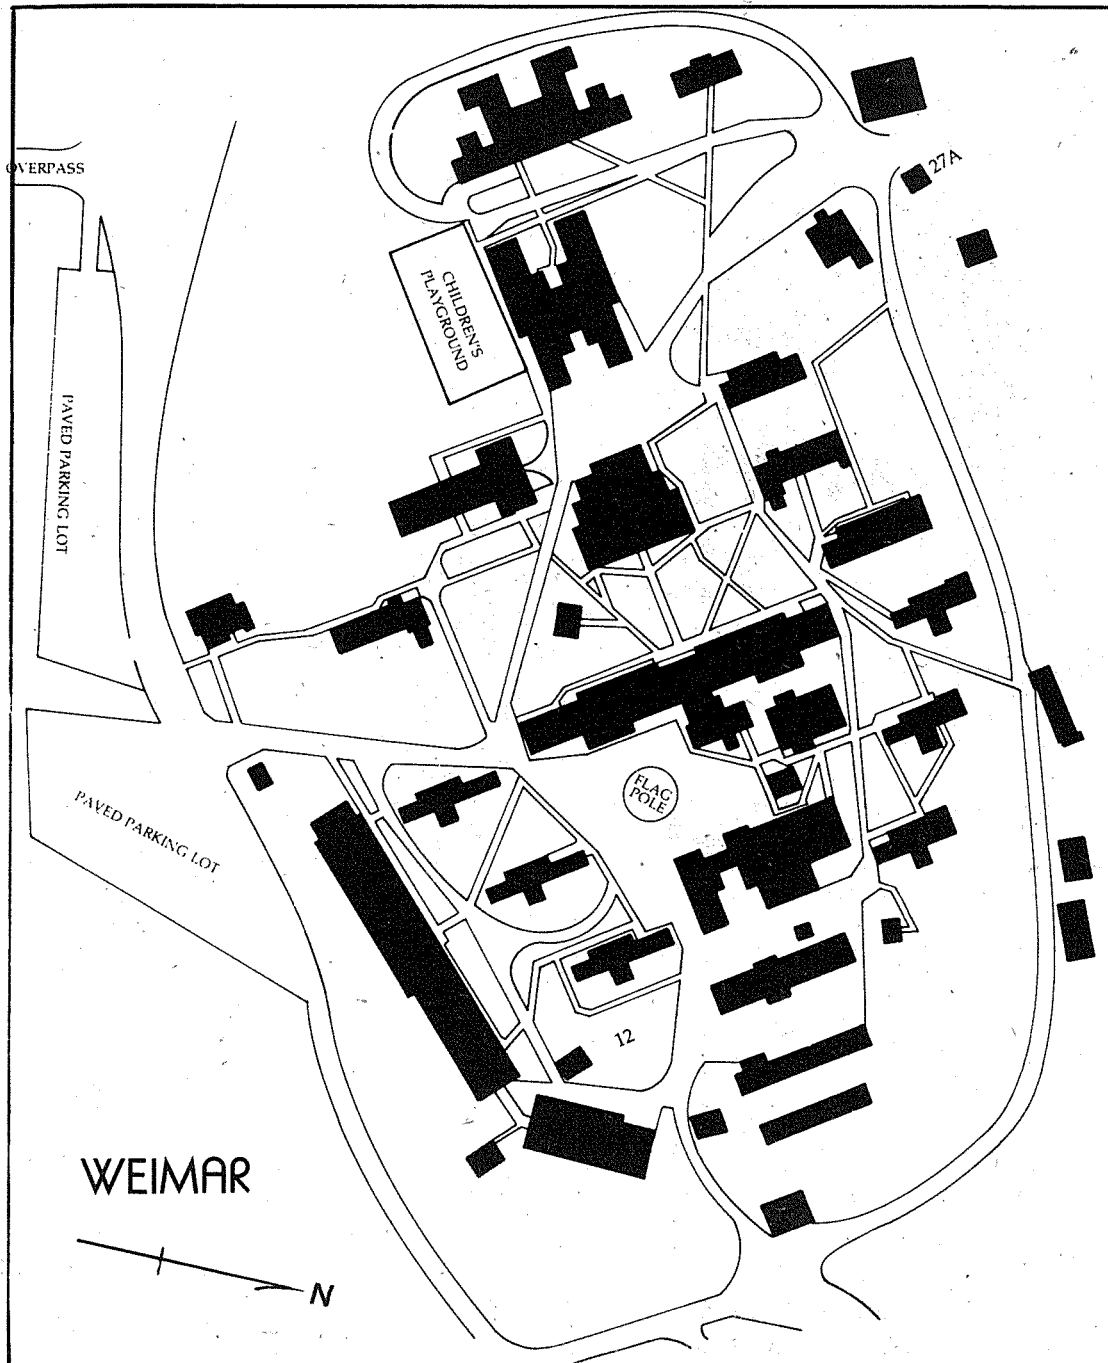 OVERPASS
27A
CHILDREN'S
PLAYGROUND
PAVED PARKING LOT
FLAG
POLE
PAVED PARKING LOT
12
WEIMAR
N